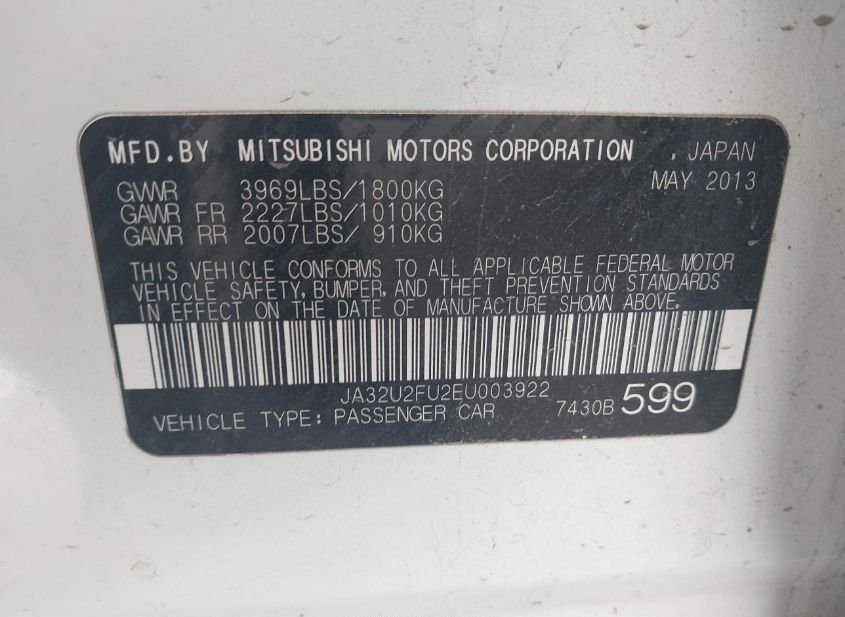 MFD.BY MITSUBISHI MOTORS CORPORATION , JAPAN
MAY 2013
GVWR 3969LBS/1800KG
GAWR FR 2227LBS/1010KG
GAWR RR 2007LBS/ 910KG
THIS VEHICLE CONFORMS TO ALL APPLICABLE FEDERAL MOTOR
VEHICLE SAFETY, BUMPER, AND THEFT PREVENTION STANDARDS
IN EFFECT ON THE DATE OF MANUFACTURE SHOWN ABOVE.
JA32U2FU2EU003922
VEHICLE TYPE: PASSENGER CAR 7430B 599